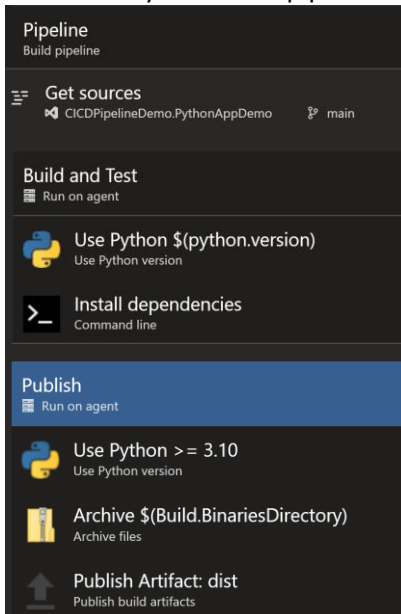 Pipeline
Build pipeline
Get sources
CICDPipelineDemo.PythonAppDemo main
Build and Test
Run on agent
Use Python $(python.version)
Use Python version
>_ Install dependencies
Command line
Publish
Run on agent
Use Python >= 3.10
Use Python version
Archive $(Build.BinariesDirectory)
Archive files
Publish Artifact: dist
Publish build artifacts